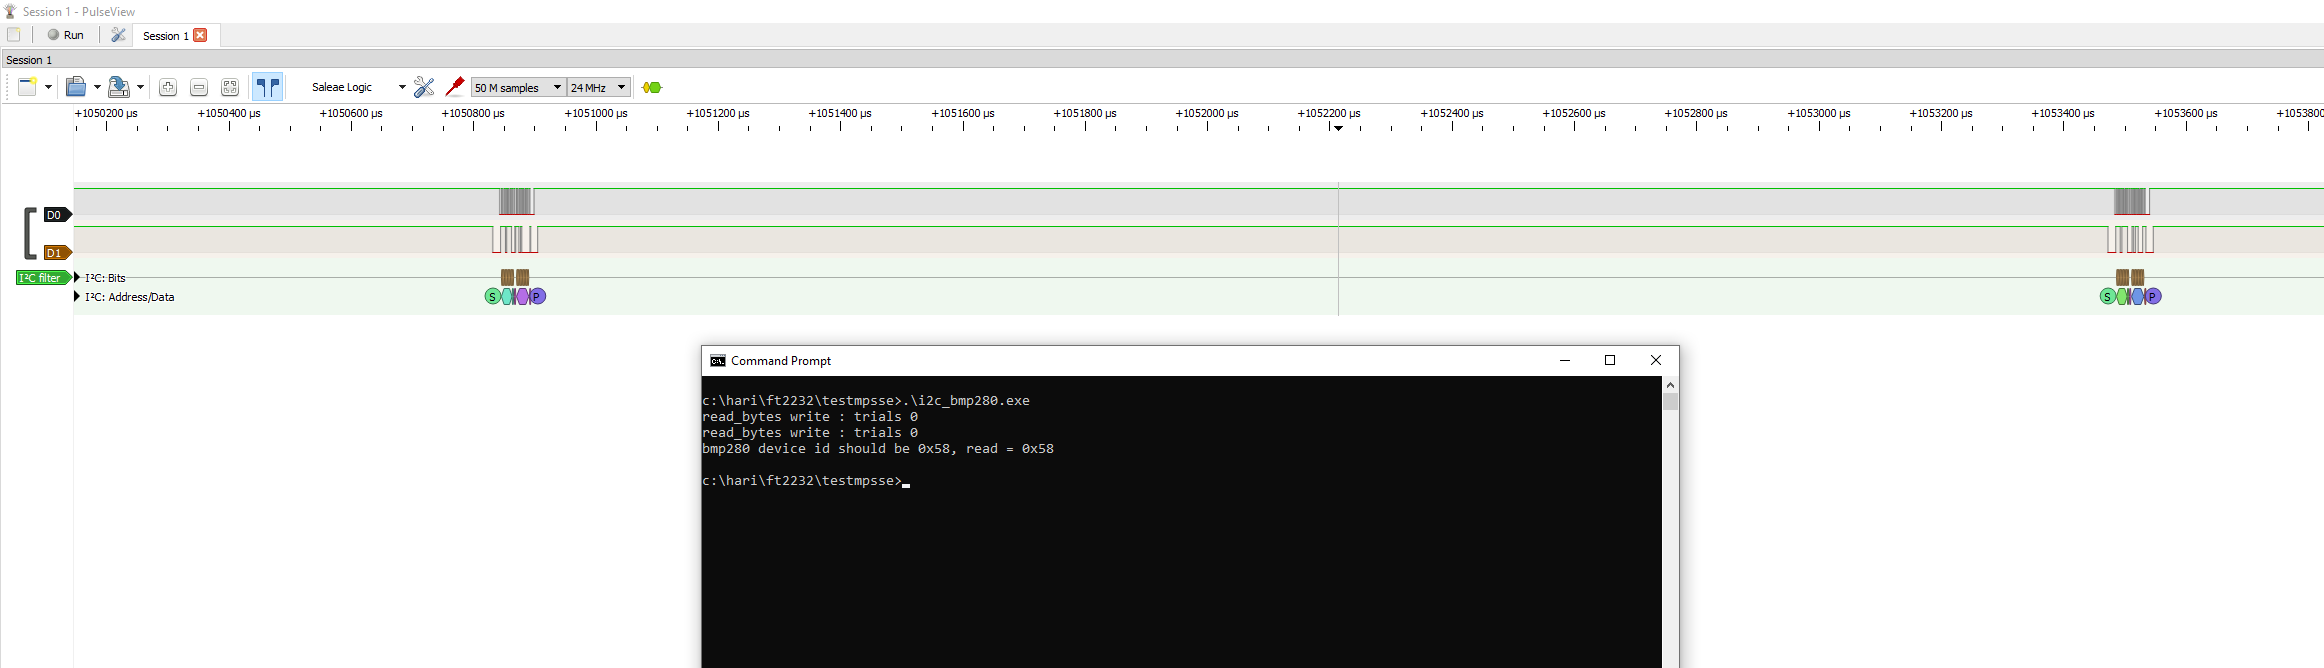 Session 1 - PulseView
Run
Session 1
Session 1
Saleae Logic
50 M samples
24 MHz
+1050200 µs +1050400 µs +1050600 µs +1050800 µs +1051000 µs +1051200 µs +1051400 µs +1051600 µs +1051800 µs +1052000 µs +1052200 µs +1052400 µs +1052600 µs +1052800 µs +1053000 µs +1053200 µs +1053400 µs +1053600 µs +1053800
D0
D1
I²C filter I²C: Bits
I²C: Address/Data S P S P
Command Prompt
c:\hari\ft2232\testmpsse>.\i2c_bmp280.exe
read_bytes write : trials 0
read_bytes write : trials 0
bmp280 device id should be 0x58, read = 0x58
c:\hari\ft2232\testmpsse>